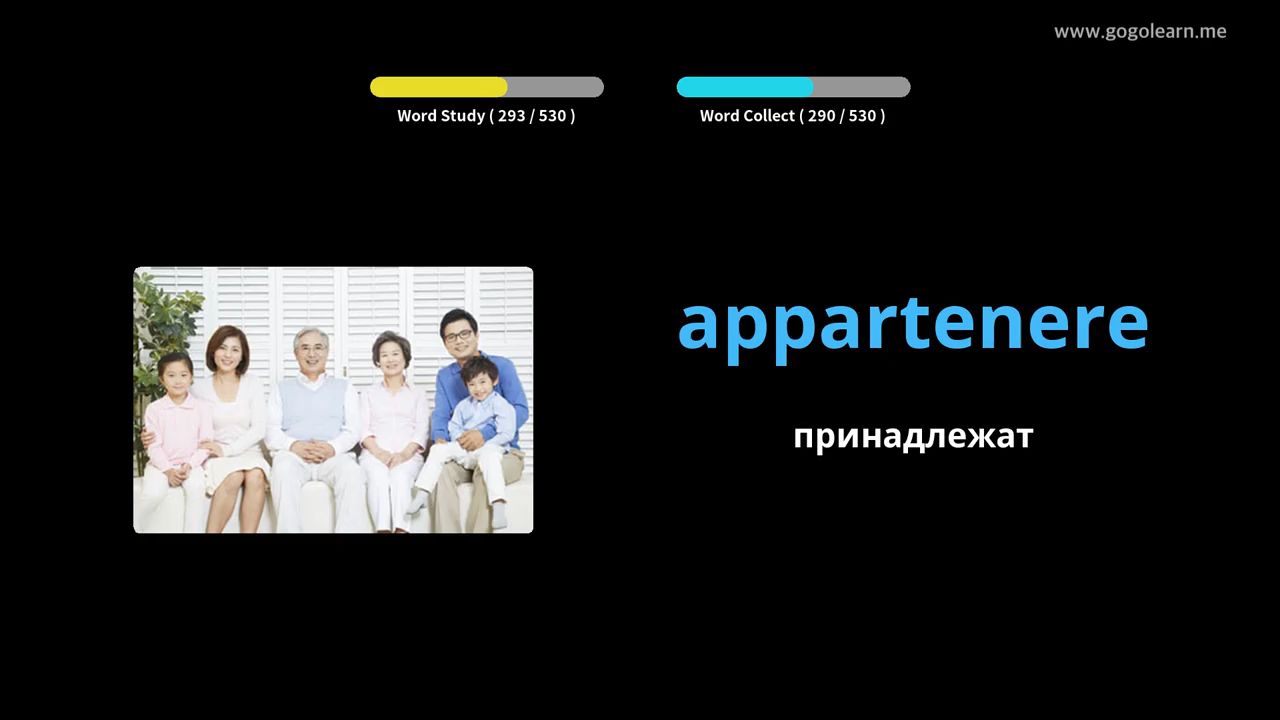 www.gogolearn.me
Word Study ( 293 / 530 )
Word Collect ( 290 / 530 )
appartenere
принадлежат